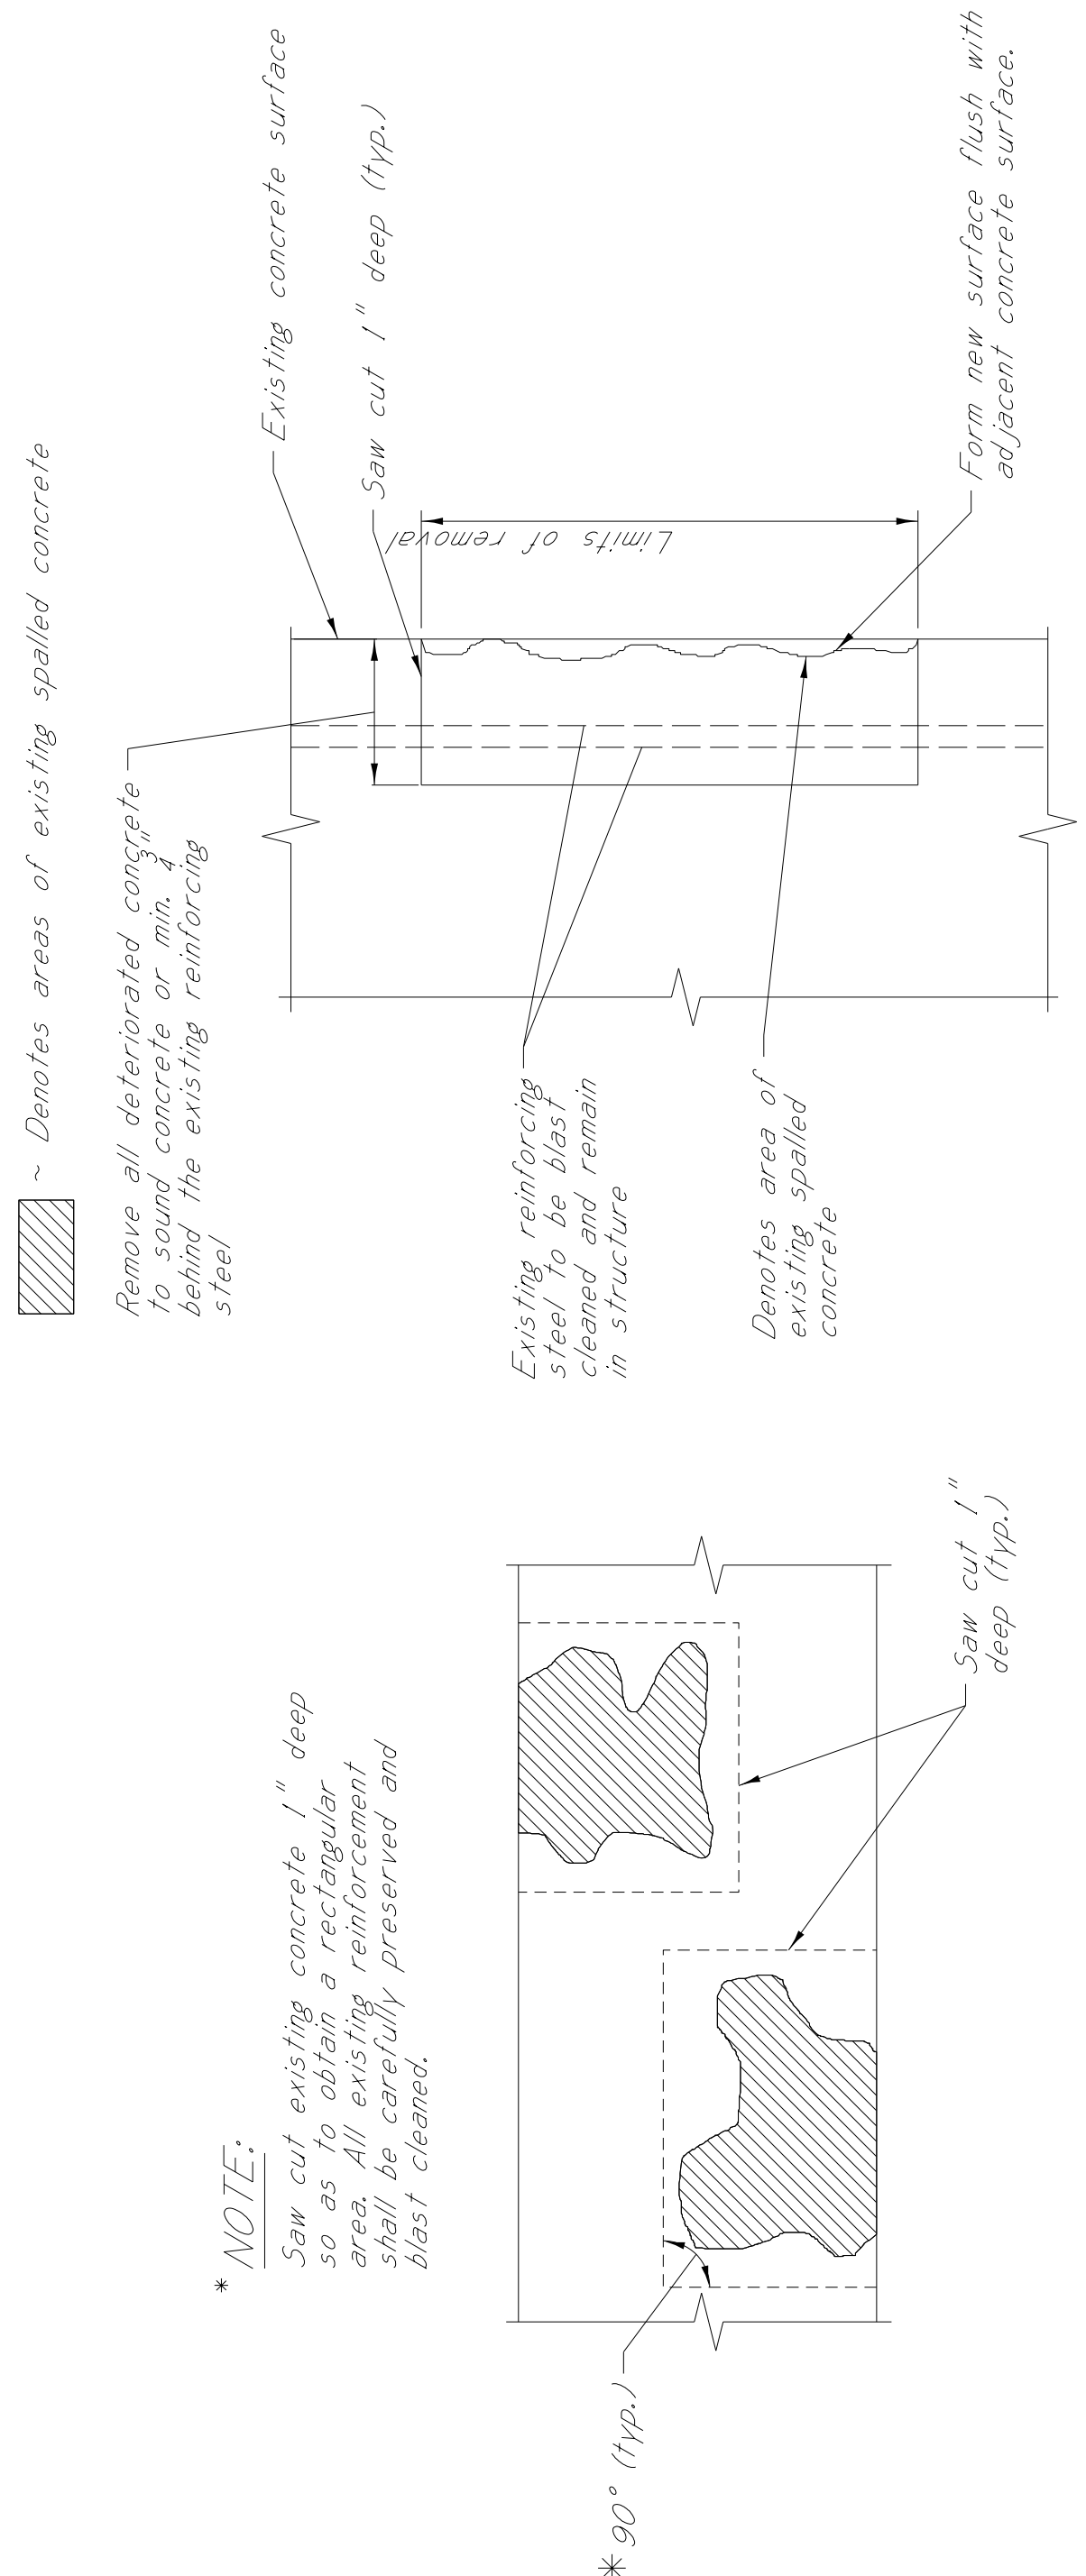 ~ Denotes areas of existing spalled concrete
Remove all deteriorated concrete
to sound concrete or min. 3/4"
behind the existing reinforcing
steel
Existing concrete surface
Saw cut 1" deep (typ.)
Limits of removal
Form new surface flush with
adjacent concrete surface.
Existing reinforcing
steel to be blast
cleaned and remain
in structure
Denotes area of
existing spalled
concrete
* NOTE:
Saw cut existing concrete 1" deep
so as to obtain a rectangular
area. All existing reinforcement
shall be carefully preserved and
blast cleaned.
* 90° (typ.)
Saw cut 1"
deep (typ.)